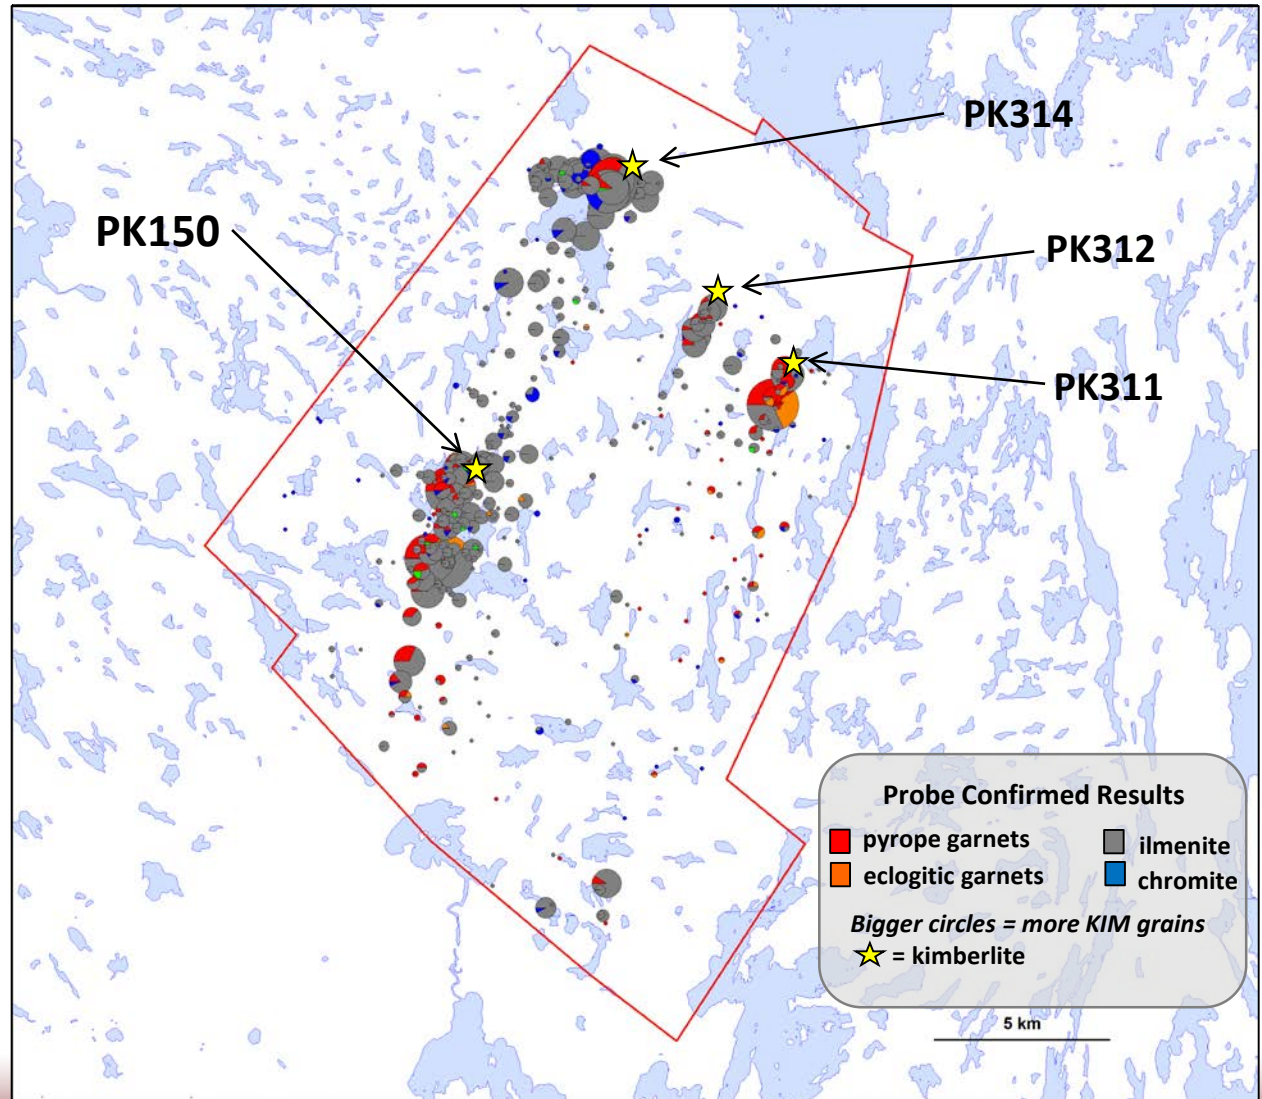 PK314
PK150
PK312
PK311
Probe Confirmed Results
pyrope garnets
ilmenite
eclogitic garnets
chromite
Bigger circles = more KIM grains
= kimberlite
5 km